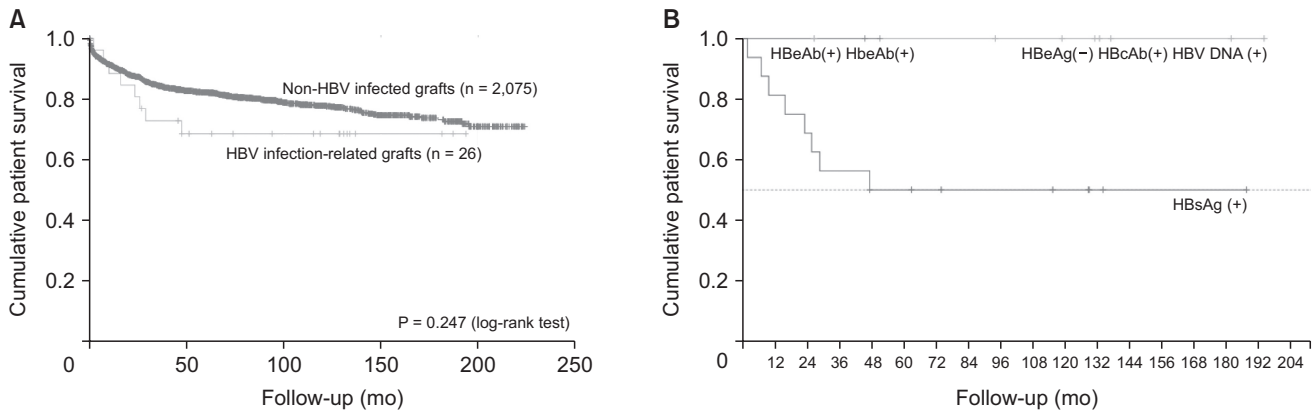 A
Cumulative patient survival
1.0
0.8
0.6
0.4
0.2
0
Non-HBV infected grafts (n = 2,075)
HBV infection-related grafts (n = 26)
P = 0.247 (log-rank test)
0 50 100 150 200 250
Follow-up (mo)
B
Cumulative patient survival
1.0
0.8
0.6
0.4
0.2
0
HBeAb(+) HbeAb(+)
HBeAg(−) HBcAb(+) HBV DNA (+)
HBsAg (+)
12 24 36 48 60 72 84 96 108 120 132 144 156 168 180 192 204
Follow-up (mo)